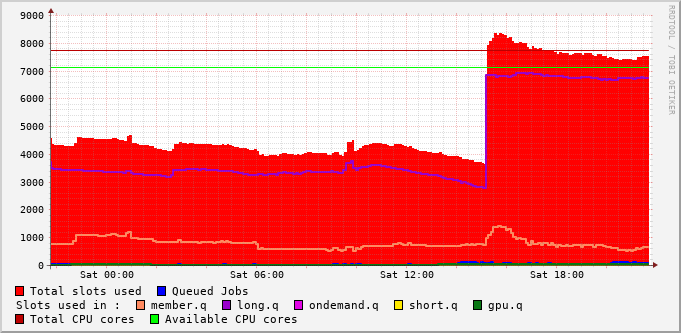 9000
8000
7000
6000
5000
4000
3000
2000
1000
0
Sat 00:00 Sat 06:00 Sat 12:00 Sat 18:00
RRDTOOL / TOBI OETIKER
Total slots used Queued Jobs
Slots used in : member.q long.q ondemand.q short.q gpu.q
Total CPU cores Available CPU cores